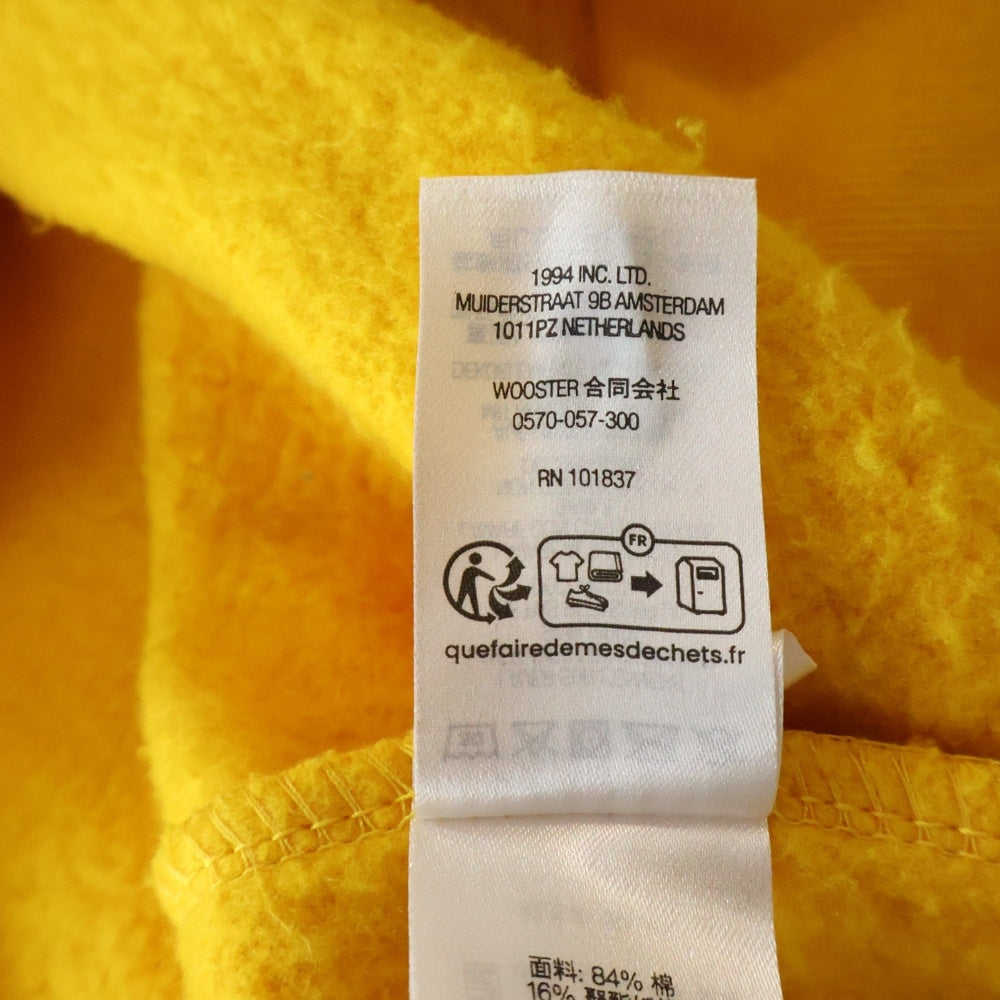 1994 INC. LTD.
MUIDERSTRAAT 9B AMSTERDAM
1011PZ NETHERLANDS
WOOSTER 合同会社
0570-057-300
RN 101837
FR
quefairedemesdechets.fr
面料: 84% 棉
16%